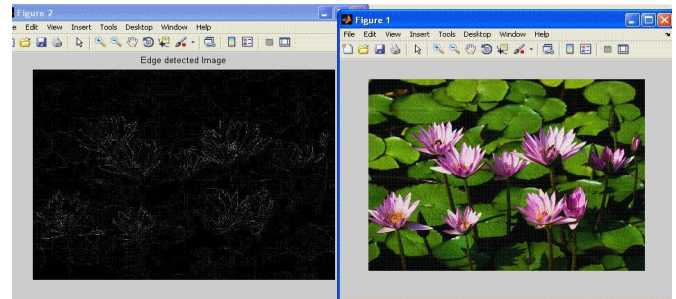 Figure 2
e Edit View Insert Tools Desktop Window Help
Edge detected Image
Figure 1
File Edit View Insert Tools Desktop Window Help